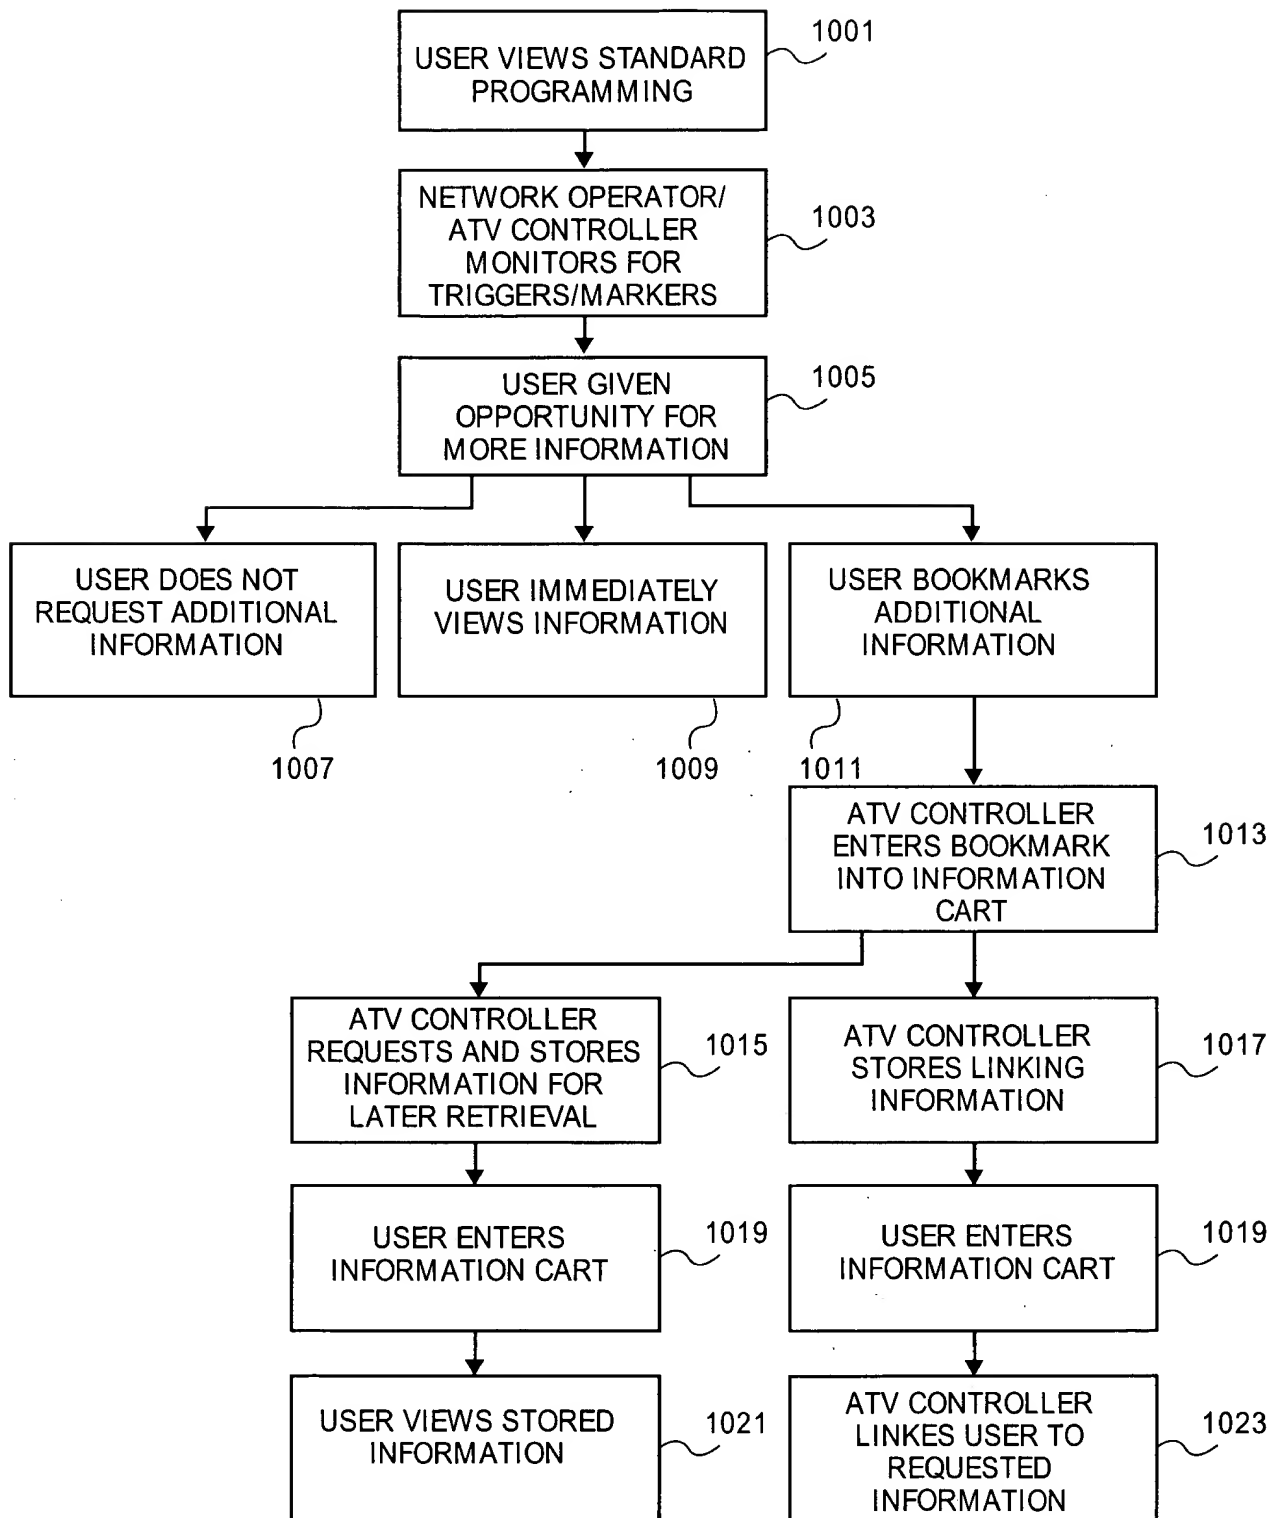 USER VIEWS STANDARD
PROGRAMMING
1001
NETWORK OPERATOR/
ATV CONTROLLER
MONITORS FOR
TRIGGERS/MARKERS
1003
USER GIVEN
OPPORTUNITY FOR
MORE INFORMATION
1005
USER DOES NOT
REQUEST ADDITIONAL
INFORMATION
1007
USER IMMEDIATELY
VIEWS INFORMATION
1009
USER BOOKMARKS
ADDITIONAL
INFORMATION
1011
ATV CONTROLLER
ENTERS BOOKMARK
INTO INFORMATION
CART
1013
ATV CONTROLLER
REQUESTS AND STORES
INFORMATION FOR
LATER RETRIEVAL
1015
ATV CONTROLLER
STORES LINKING
INFORMATION
1017
USER ENTERS
INFORMATION CART
1019
USER ENTERS
INFORMATION CART
1019
USER VIEWS STORED
INFORMATION
1021
ATV CONTROLLER
LINKES USER TO
REQUESTED
INFORMATION
1023